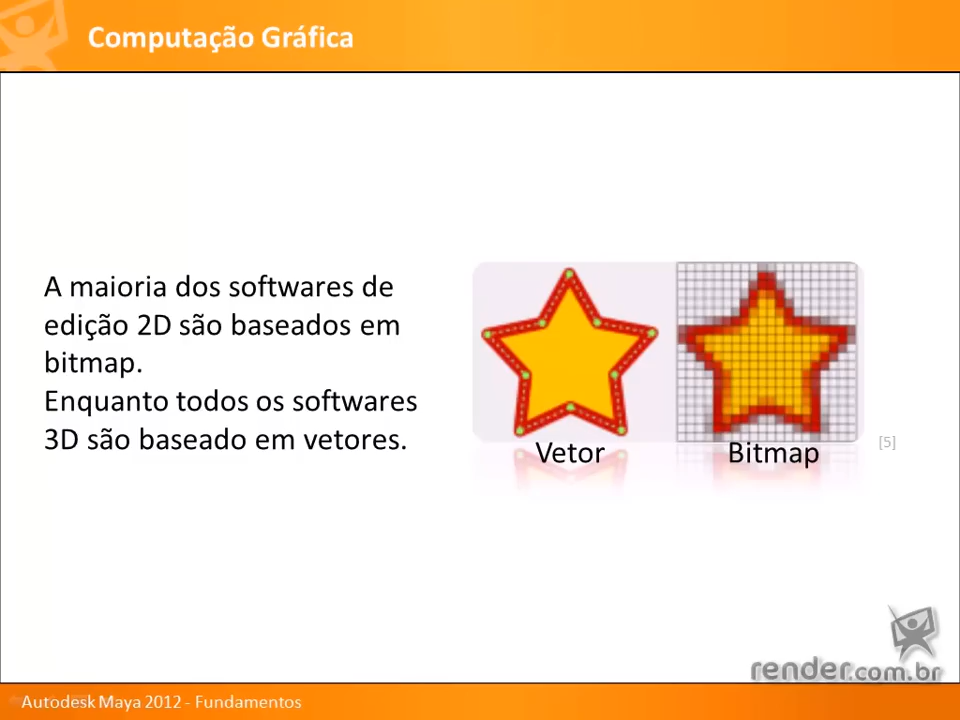 Computação Gráfica
A maioria dos softwares de
edição 2D são baseados em
bitmap.
Enquanto todos os softwares
3D são baseado em vetores.
Vetor
Bitmap
[5]
render.com.br
Autodesk Maya 2012 - Fundamentos